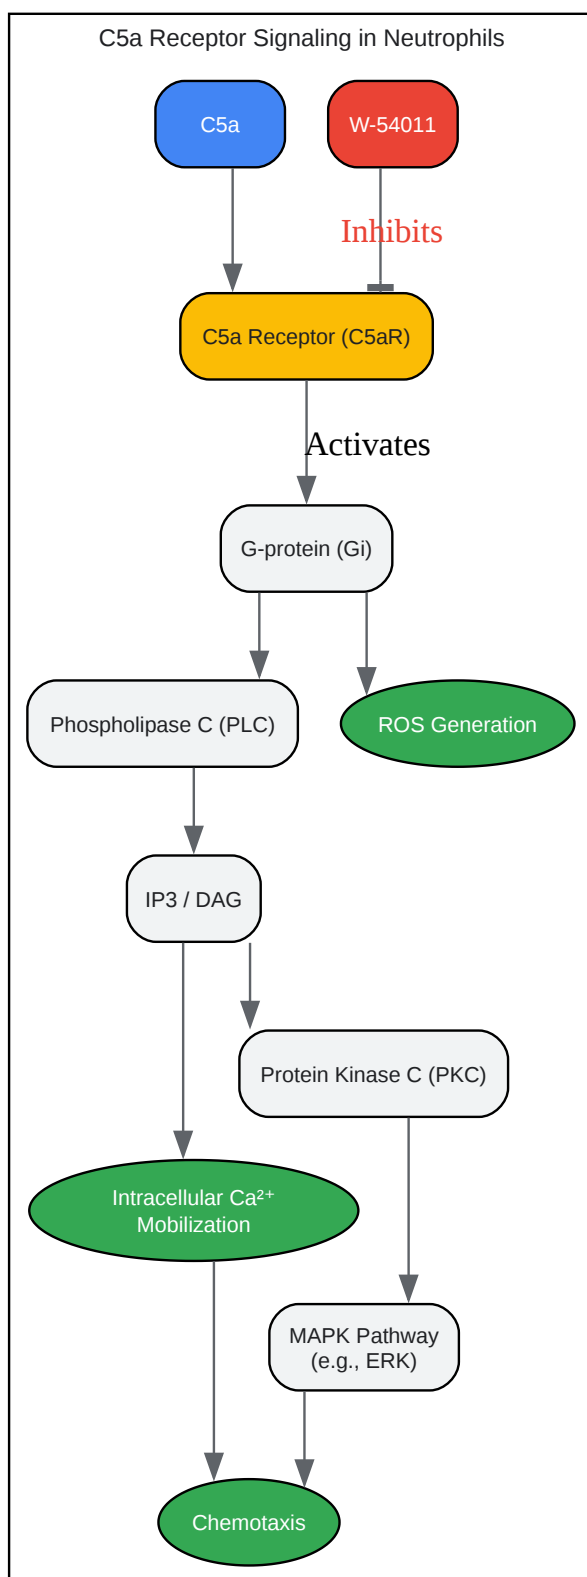 C5a Receptor Signaling in Neutrophils
C5a
W-54011
Inhibits
C5a Receptor (C5aR)
Activates
G-protein (Gi)
Phospholipase C (PLC)
ROS Generation
IP3 / DAG
Protein Kinase C (PKC)
Intracellular Ca²⁺
Mobilization
MAPK Pathway
(e.g., ERK)
Chemotaxis